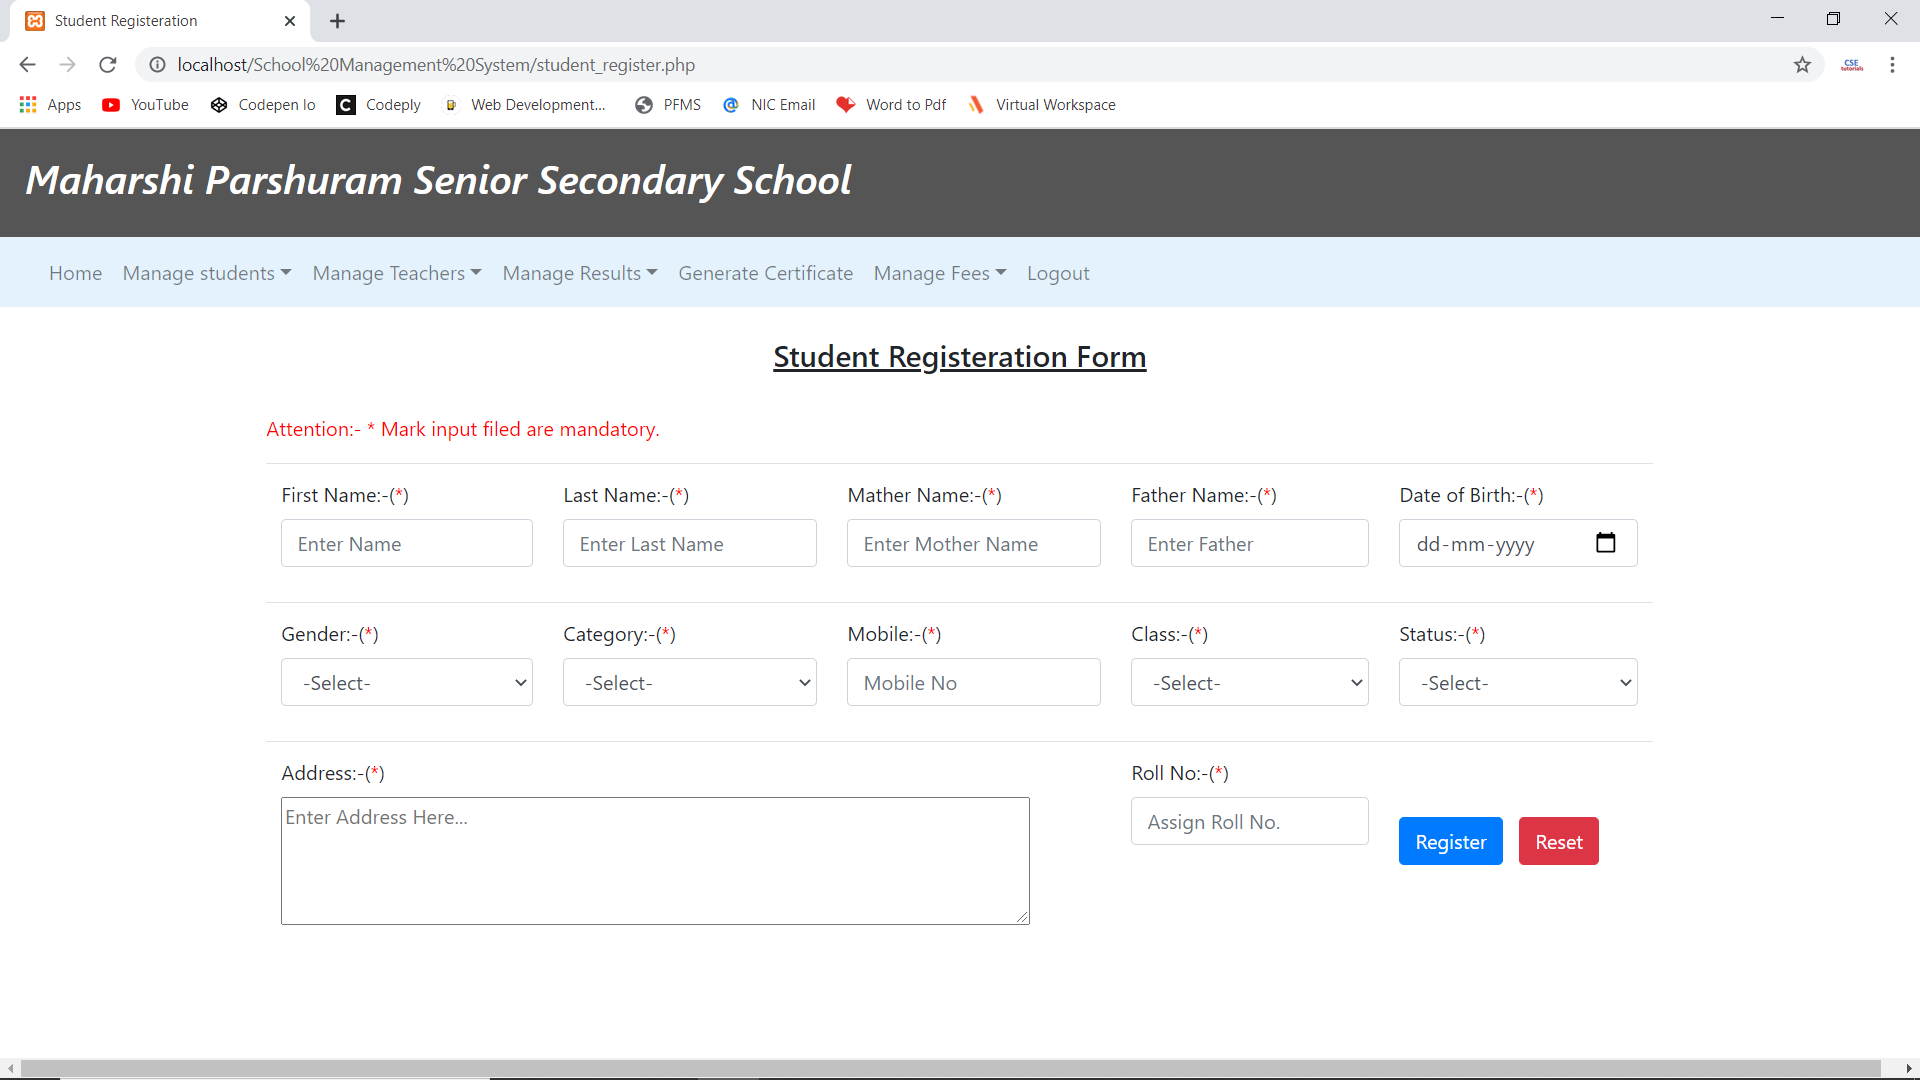 Student Registeration
localhost/School%20Management%20System/student_register.php
CSE tutorials
Apps YouTube Codepen Io Codeply Web Development... PFMS NIC Email Word to Pdf Virtual Workspace
Maharshi Parshuram Senior Secondary School
Home Manage students Manage Teachers Manage Results Generate Certificate Manage Fees Logout
Student Registeration Form
Attention:- * Mark input filed are mandatory.
First Name:-(*) Last Name:-(*) Mather Name:-(*) Father Name:-(*) Date of Birth:-(*)
Enter Name Enter Last Name Enter Mother Name Enter Father dd-mm-yyyy
Gender:-(*) Category:-(*) Mobile:-(*) Class:-(*) Status:-(*)
-Select- -Select- Mobile No -Select- -Select-
Address:-(*) Roll No:-(*)
Enter Address Here... Assign Roll No.
Register Reset